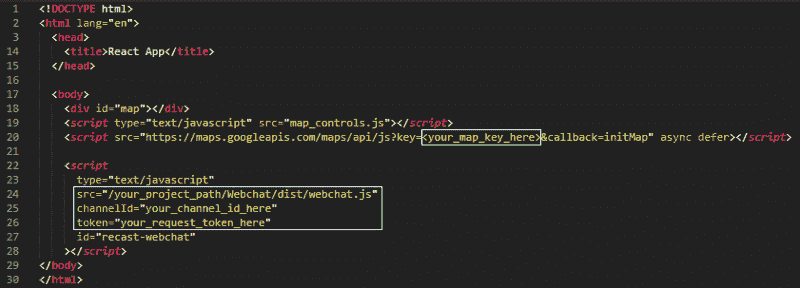 1 <!DOCTYPE html>
2 <html lang="en">
3 <head>
14 <title>React App</title>
15 </head>
16
17 <body>
18 <div id="map"></div>
19 <script type="text/javascript" src="map_controls.js"></script>
20 <script src="https://maps.googleapis.com/maps/api/js?key=<your_map_key_here>&callback=initMap" async defer></script>
21
22 <script
23 type="text/javascript"
24 src="/your_project_path/Webchat/dist/webchat.js"
25 channelId="your_channel_id_here"
26 token="your_request_token_here"
27 id="recast-webchat"
28 ></script>
29 </body>
30 </html>